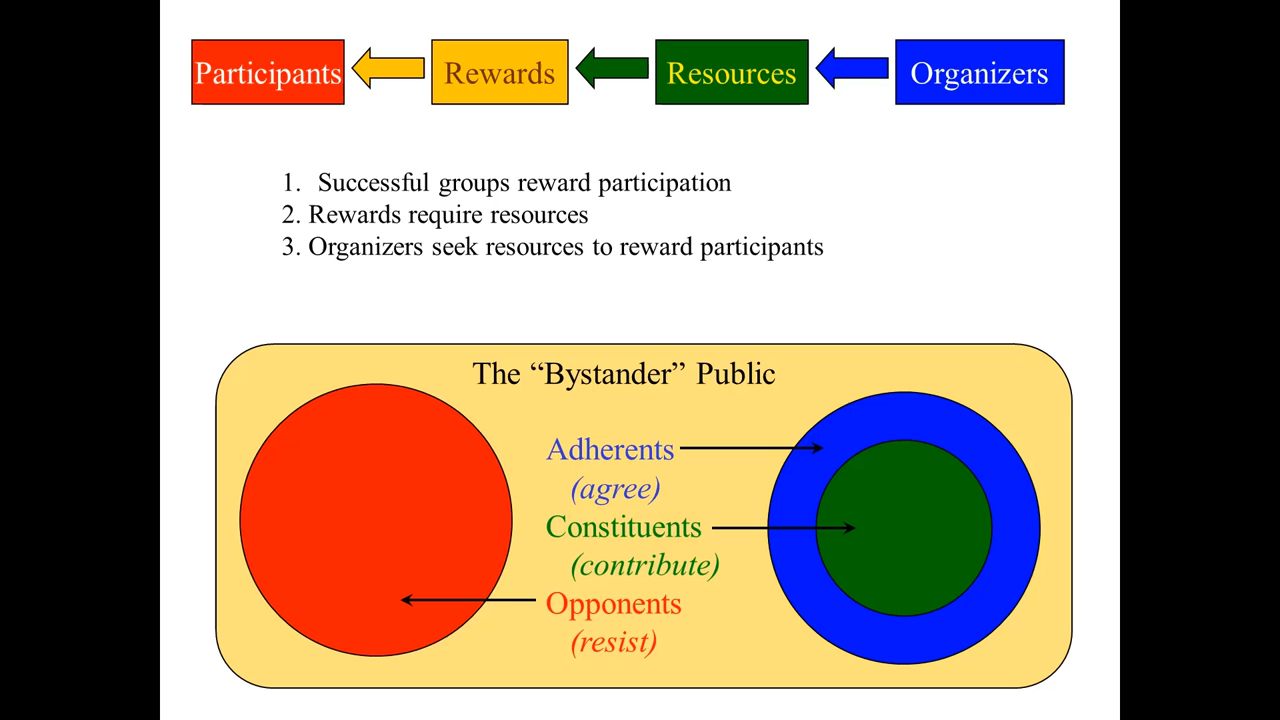 Participants Rewards Resources Organizers
1. Successful groups reward participation
2. Rewards require resources
3. Organizers seek resources to reward participants
The “Bystander” Public
Adherents
(agree)
Constituents
(contribute)
Opponents
(resist)